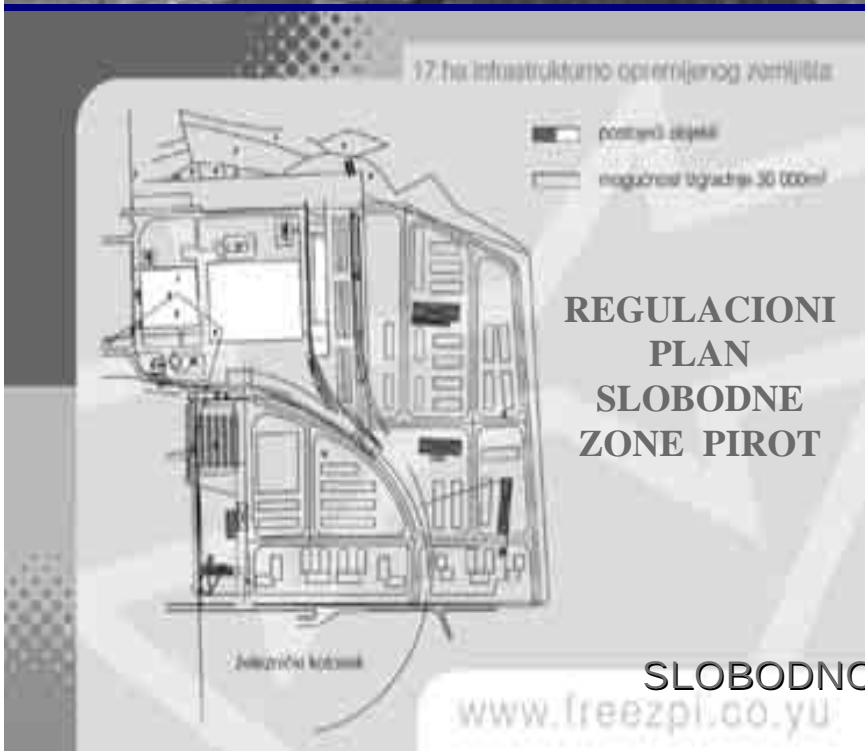 17 ha infrastrukturno opremljenog zemljišta
postojeći objekti
mogućnost izgradnje 30 000m²
REGULACIONI
PLAN
SLOBODNE
ZONE PIROT
železnički kolosek
SLOBODNO
www.freezpi.co.yu